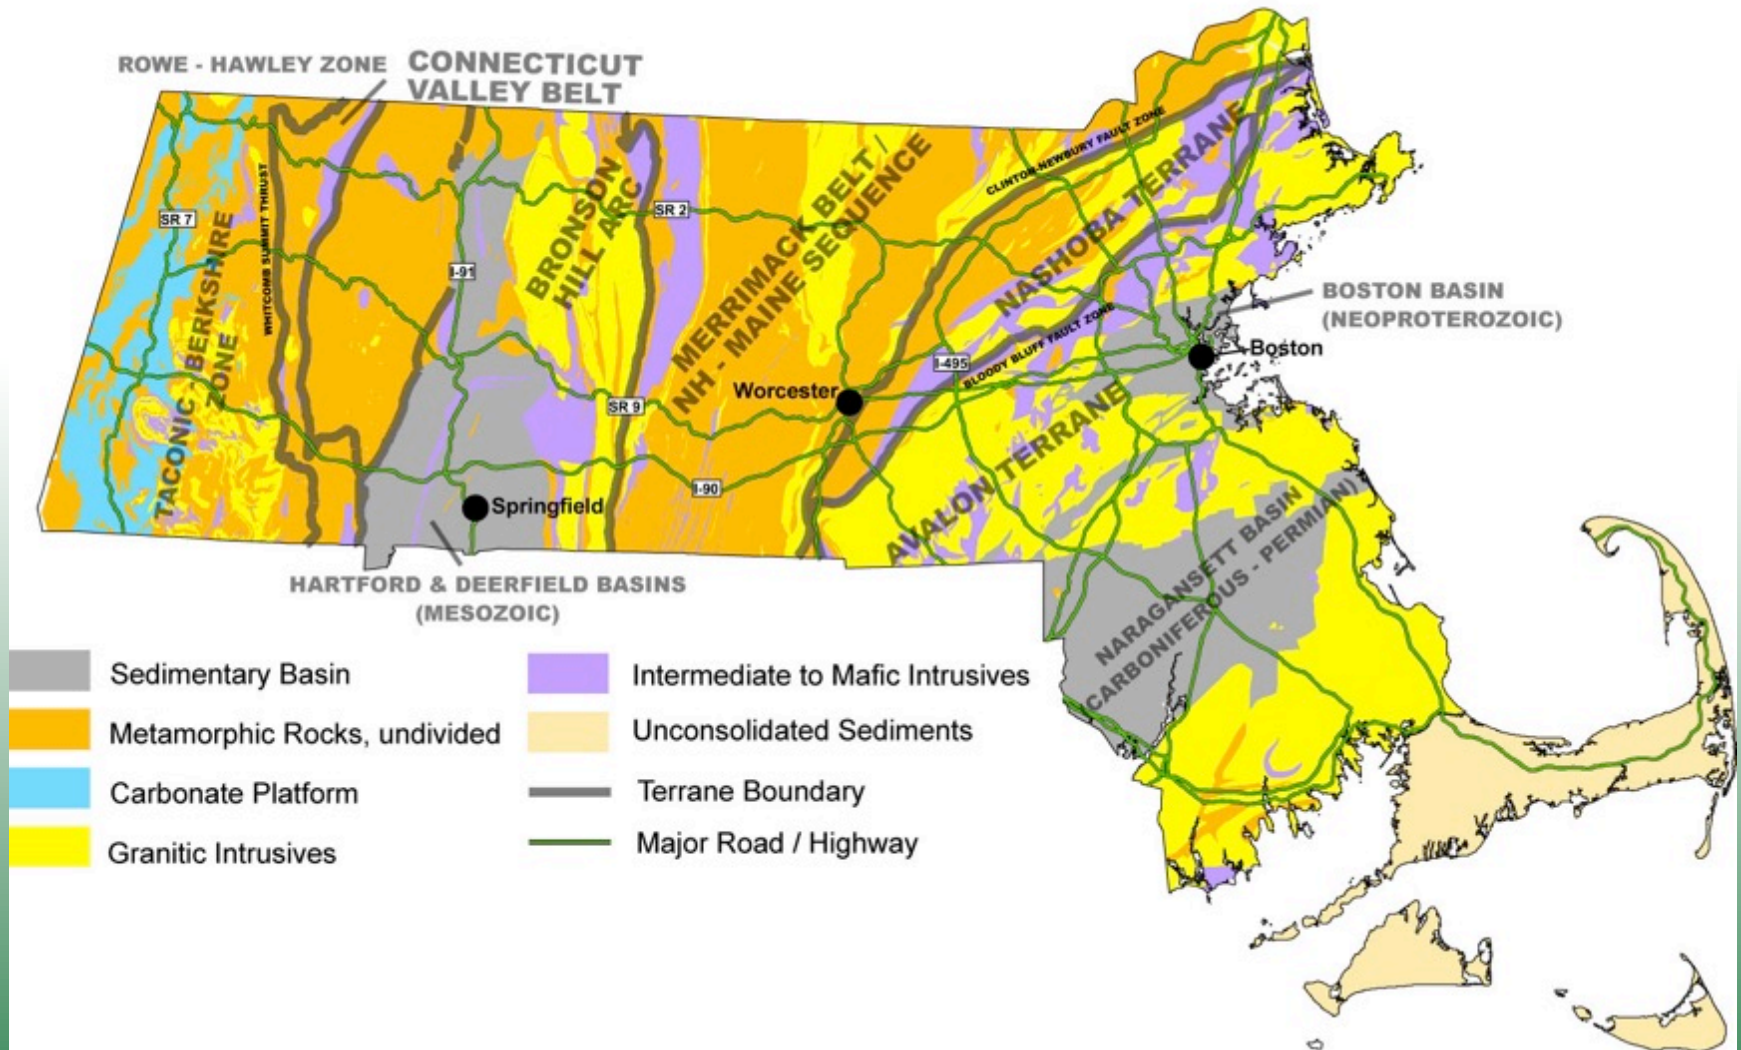 ROWE - HAWLEY ZONE
CONNECTICUT
VALLEY BELT
SR 7
WHITCOMB SUMMIT THRUST
TACONIC - BERKSHIRE
ZONE
I-91
BRONSON
HILL ARC
SR 2
MERRIMACK BELT /
NH - MAINE SEQUENCE
CLINTON-NEWBURY FAULT ZONE
NASHOBA TERRANE
BOSTON BASIN
(NEOPROTEROZOIC)
Boston
I-495
BLOODY BLUFF FAULT ZONE
Worcester
SR 9
AVALON TERRANE
I-90
Springfield
NARAGANSETT BASIN
CARBONIFEROUS - PERMIAN)
HARTFORD & DEERFIELD BASINS
(MESOZOIC)
Sedimentary Basin
Metamorphic Rocks, undivided
Carbonate Platform
Granitic Intrusives
Intermediate to Mafic Intrusives
Unconsolidated Sediments
Terrane Boundary
Major Road / Highway